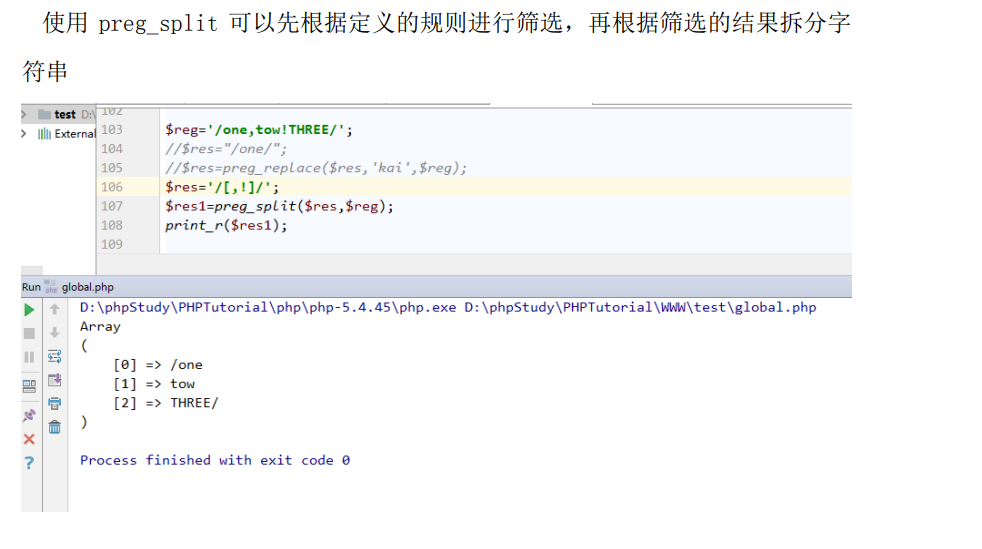 使用 preg_split 可以先根据定义的规则进行筛选，再根据筛选的结果拆分字
符串
test D:\
External
102
103 $reg='/one,tow!THREE/';
104 //$res="/one/";
105 //$res=preg_replace($res,'kai',$reg);
106 $res='/[,!]/';
107 $res1=preg_split($res,$reg);
108 print_r($res1);
109
Run global.php
D:\phpStudy\PHPTutorial\php\php-5.4.45\php.exe D:\phpStudy\PHPTutorial\WWW\test\global.php
Array
(
[0] => /one
[1] => tow
[2] => THREE/
)
Process finished with exit code 0